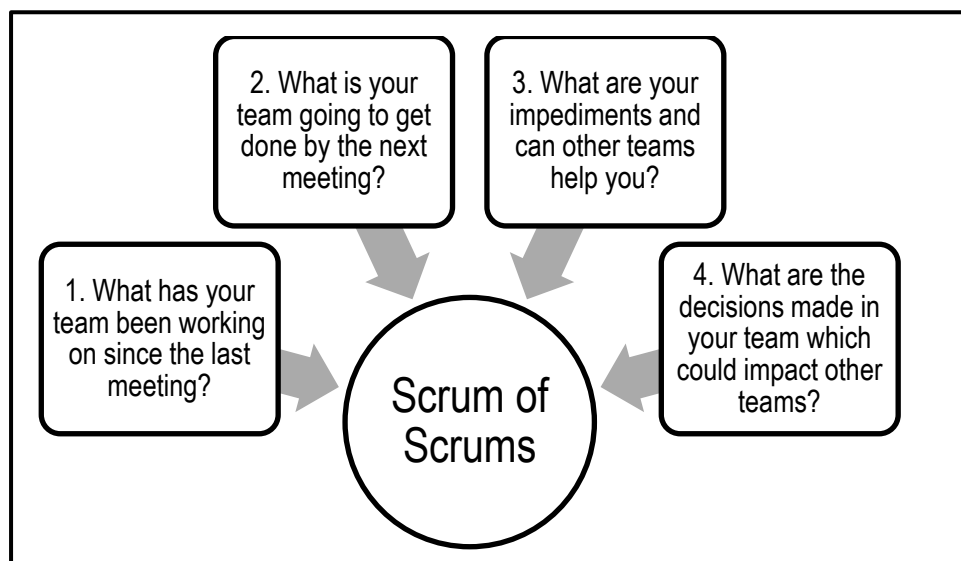 1. What has your
team been working
on since the last
meeting?
2. What is your
team going to get
done by the next
meeting?
3. What are your
impediments and
can other teams
help you?
4. What are the
decisions made in
your team which
could impact other
teams?
Scrum of
Scrums